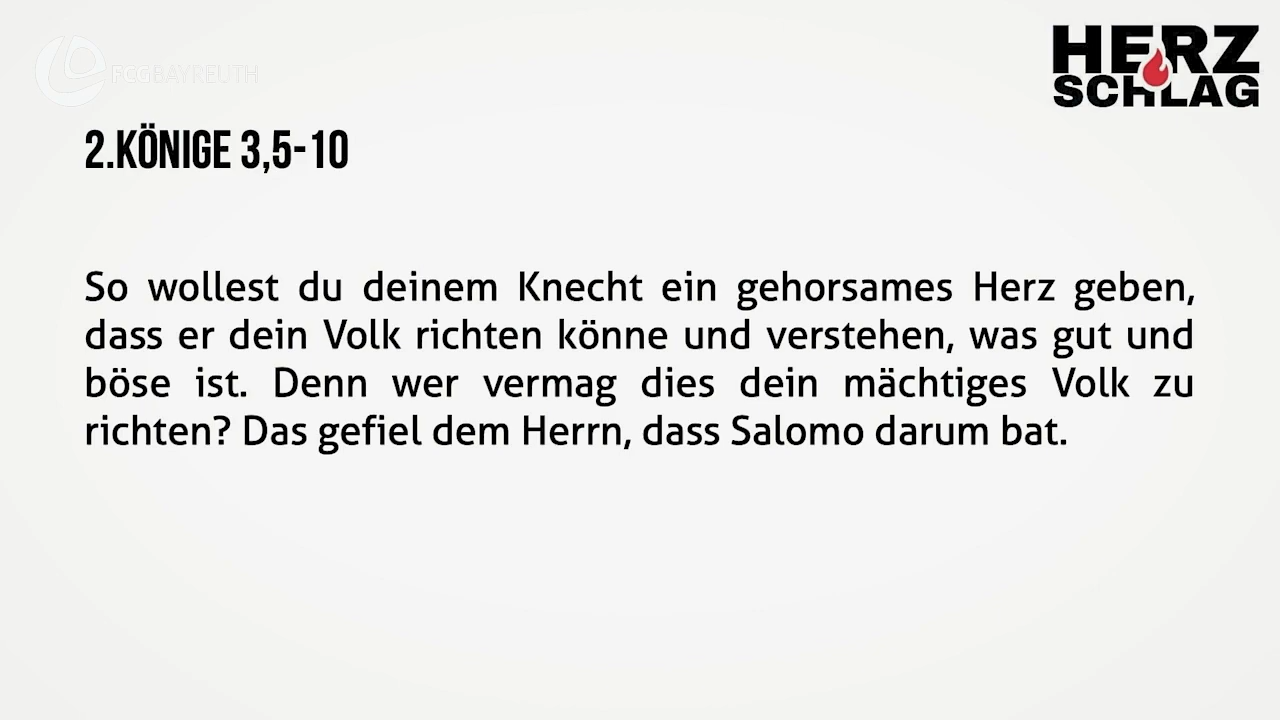 FCGBAYREUTH
HERZ
SCHLAG
2.KÖNIGE 3,5-10
So wollest du deinem Knecht ein gehorsames Herz geben,
dass er dein Volk richten könne und verstehen, was gut und
böse ist. Denn wer vermag dies dein mächtiges Volk zu
richten? Das gefiel dem Herrn, dass Salomo darum bat.